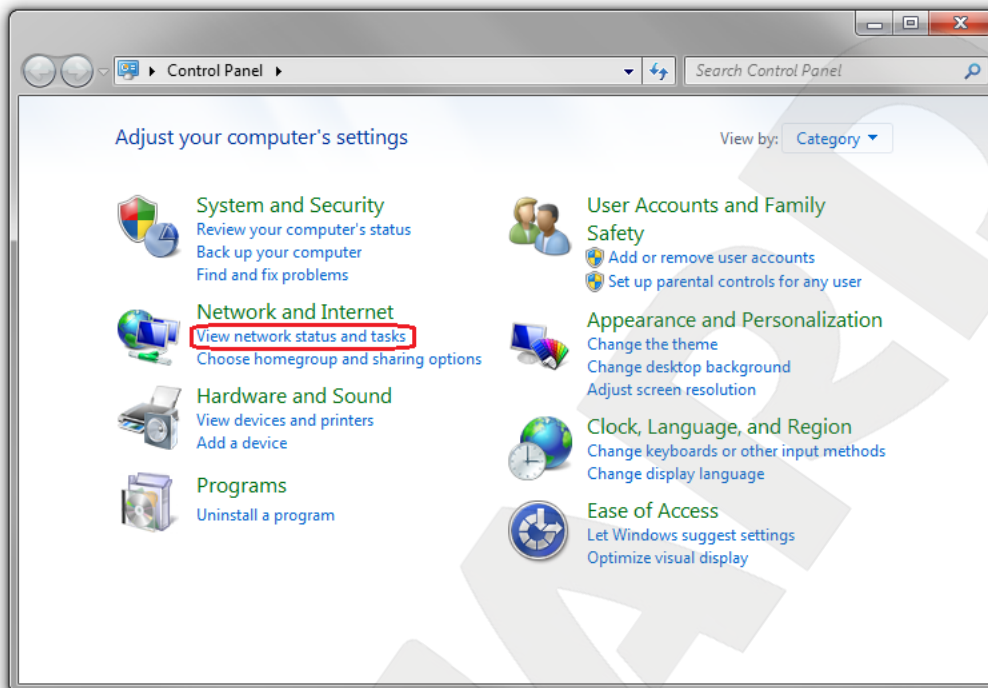 Control Panel
Search Control Panel
Adjust your computer's settings
View by: Category
System and Security
Review your computer's status
Back up your computer
Find and fix problems
Network and Internet
View network status and tasks
Choose homegroup and sharing options
Hardware and Sound
View devices and printers
Add a device
Programs
Uninstall a program
User Accounts and Family
Safety
Add or remove user accounts
Set up parental controls for any user
Appearance and Personalization
Change the theme
Change desktop background
Adjust screen resolution
Clock, Language, and Region
Change keyboards or other input methods
Change display language
Ease of Access
Let Windows suggest settings
Optimize visual display